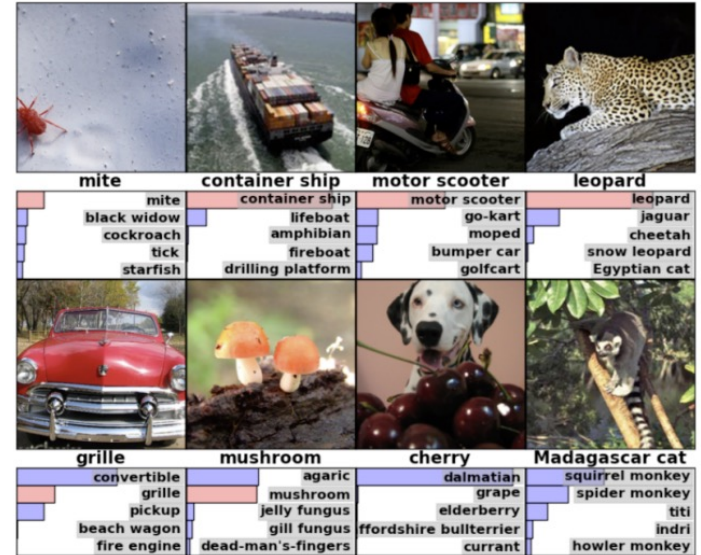 mite container ship motor scooter leopard
mite container ship motor scooter leopard
black widow lifeboat go-kart jaguar
cockroach amphibian moped cheetah
tick fireboat bumper car snow leopard
starfish drilling platform golfcart Egyptian cat
grille mushroom cherry Madagascar cat
convertible agaric dalmatian squirrel monkey
grille mushroom grape spider monkey
pickup jelly fungus elderberry titi
beach wagon gill fungus ffordshire bullterrier indri
fire engine dead-man's-fingers currant howler monkey